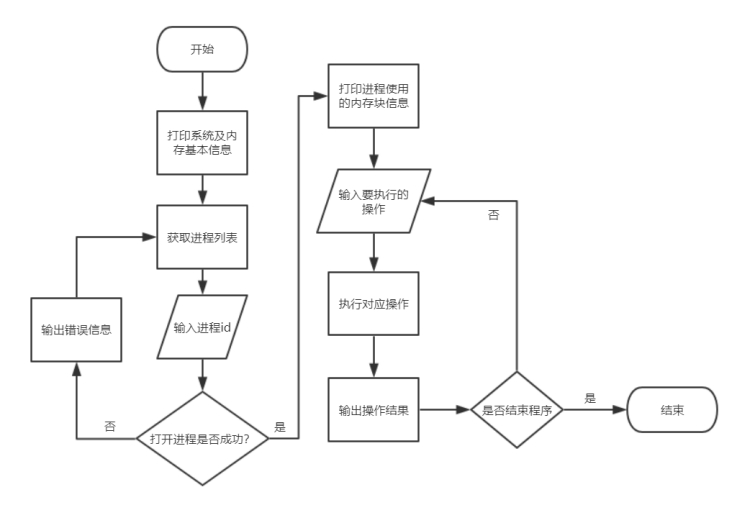 开始
打印系统及内
存基本信息
获取进程列表
输入进程id
打开进程是否成功?
否
输出错误信息
是
打印进程使用
的内存块信息
输入要执行的
操作
执行对应操作
输出操作结果
是否结束程序
否
是
结束